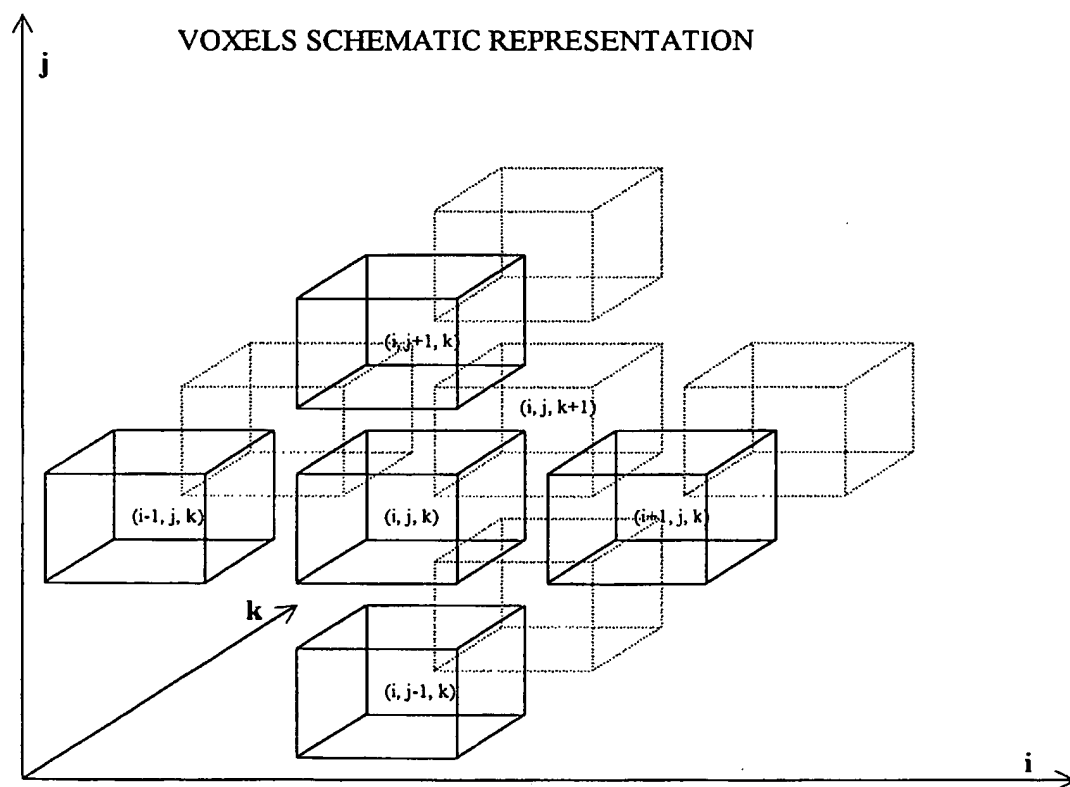 VOXELS SCHEMATIC REPRESENTATION
j
(i, j+1, k)
(i, j, k+1)
(i-1, j, k)
(i, j, k)
(i+1, j, k)
k
(i, j-1, k)
i